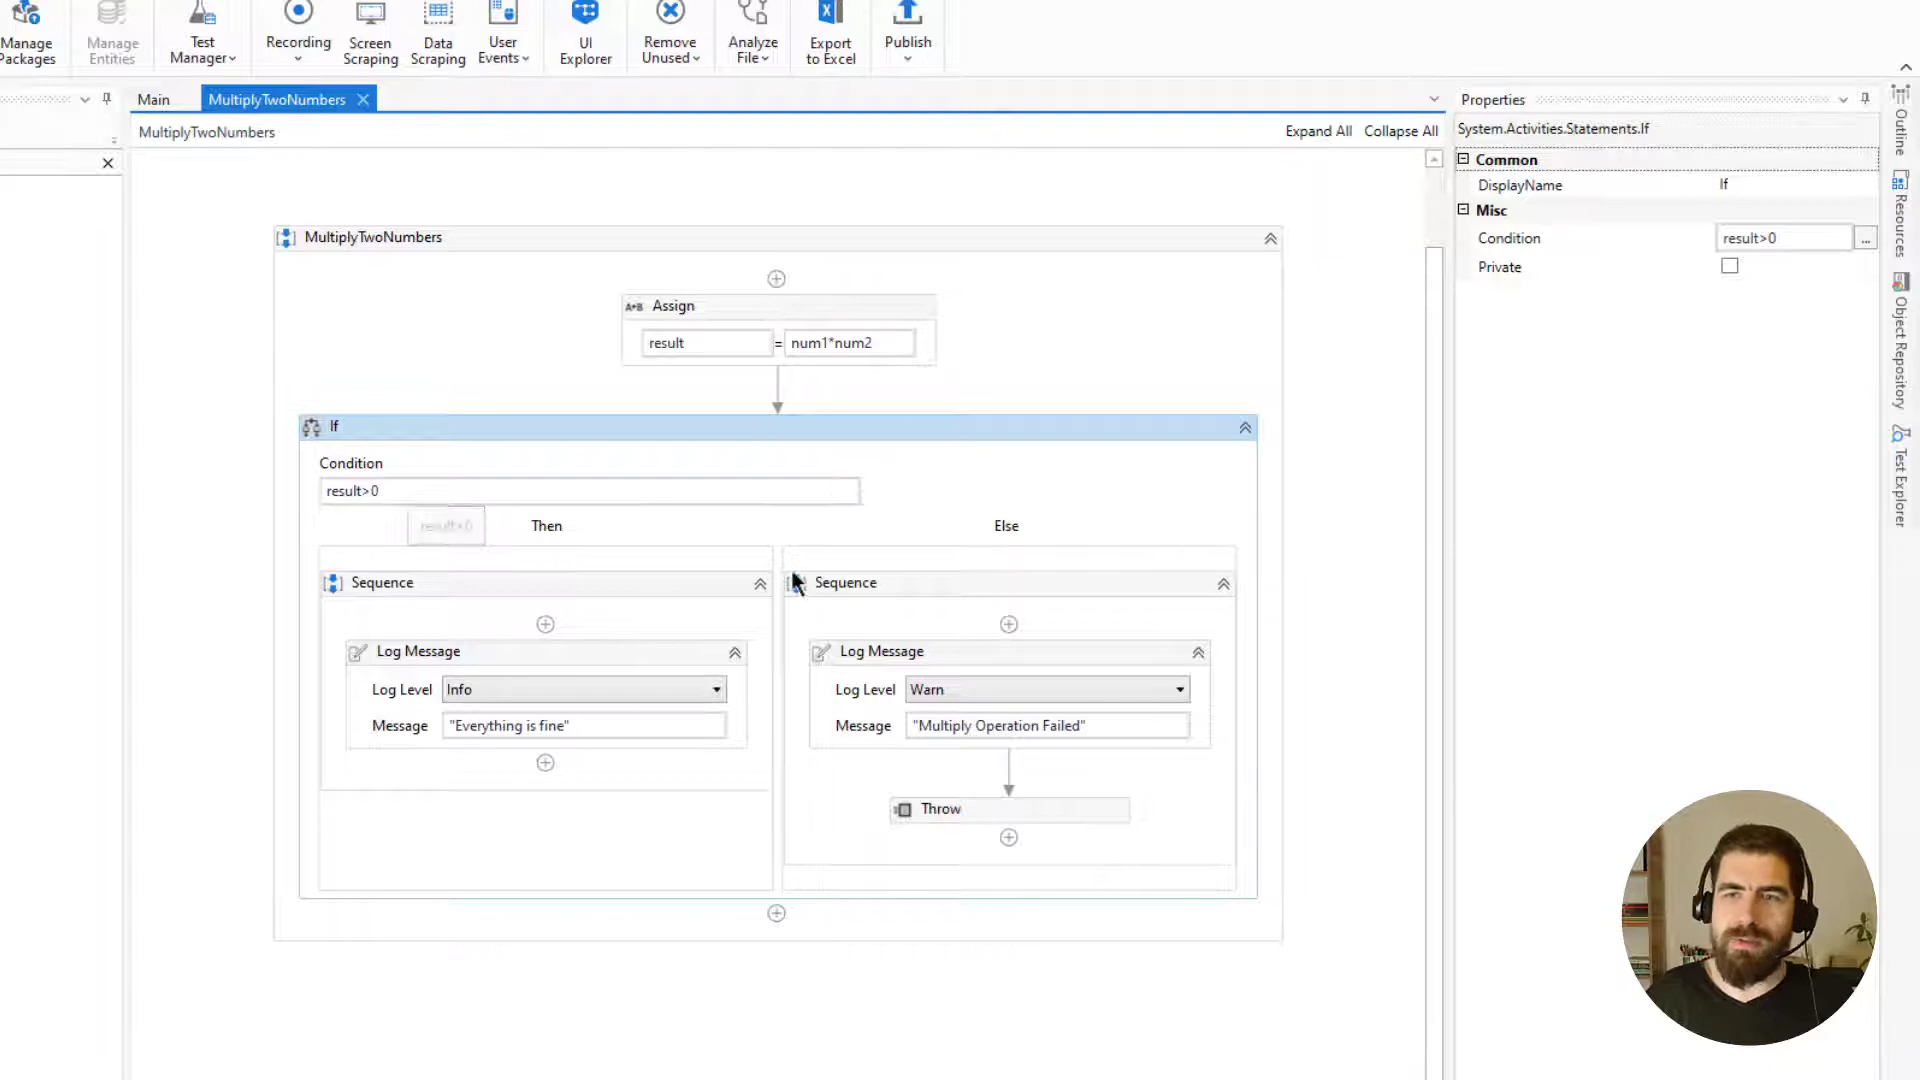 Manage Packages
Manage Entities
Test Manager
Recording
Screen Scraping
Data Scraping
User Events
UI Explorer
Remove Unused
Analyze File
Export to Excel
Publish
Main
MultiplyTwoNumbers
MultiplyTwoNumbers
Expand All Collapse All
MultiplyTwoNumbers
A+B Assign
result = num1*num2
If
Condition
result>0
result>0
Then
Else
Sequence
Log Message
Log Level Info
Message "Everything is fine"
Sequence
Log Message
Log Level Warn
Message "Multiply Operation Failed"
Throw
Properties
System.Activities.Statements.If
Common
DisplayName If
Misc
Condition result>0 ...
Private
Outline
Resources
Object Repository
Test Explorer